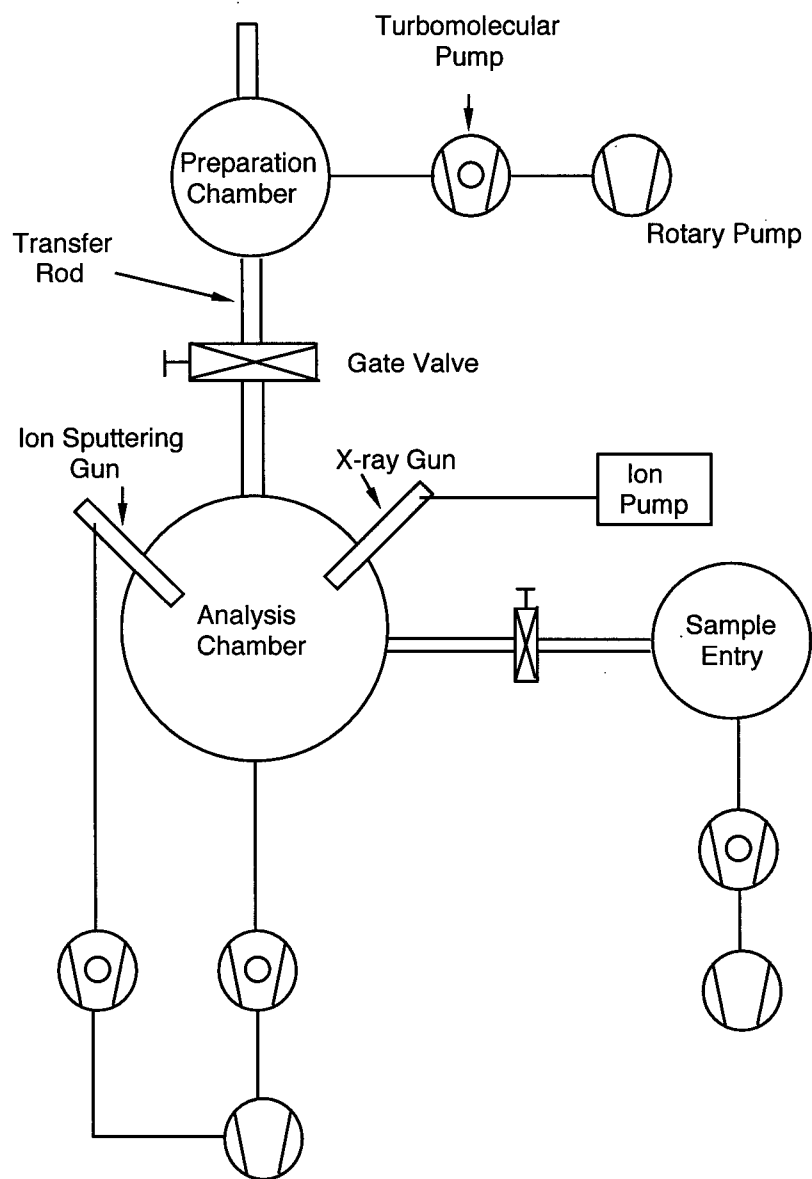 Turbomolecular
Pump
Preparation
Chamber
Rotary Pump
Transfer
Rod
Gate Valve
Ion Sputtering
Gun
X-ray Gun
Ion
Pump
Analysis
Chamber
Sample
Entry